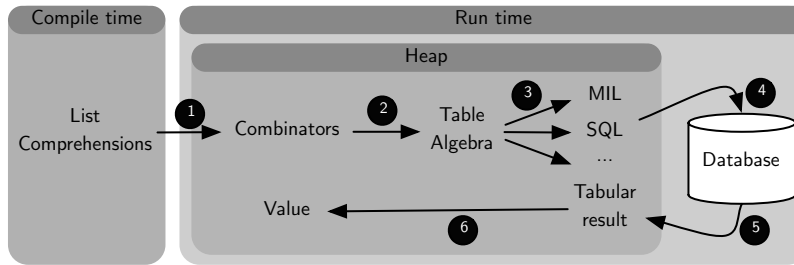 Compile time
Run time
Heap
List
Comprehensions
1
Combinators
2
Table
Algebra
3
MIL
SQL
...
4
Database
5
Tabular
result
6
Value